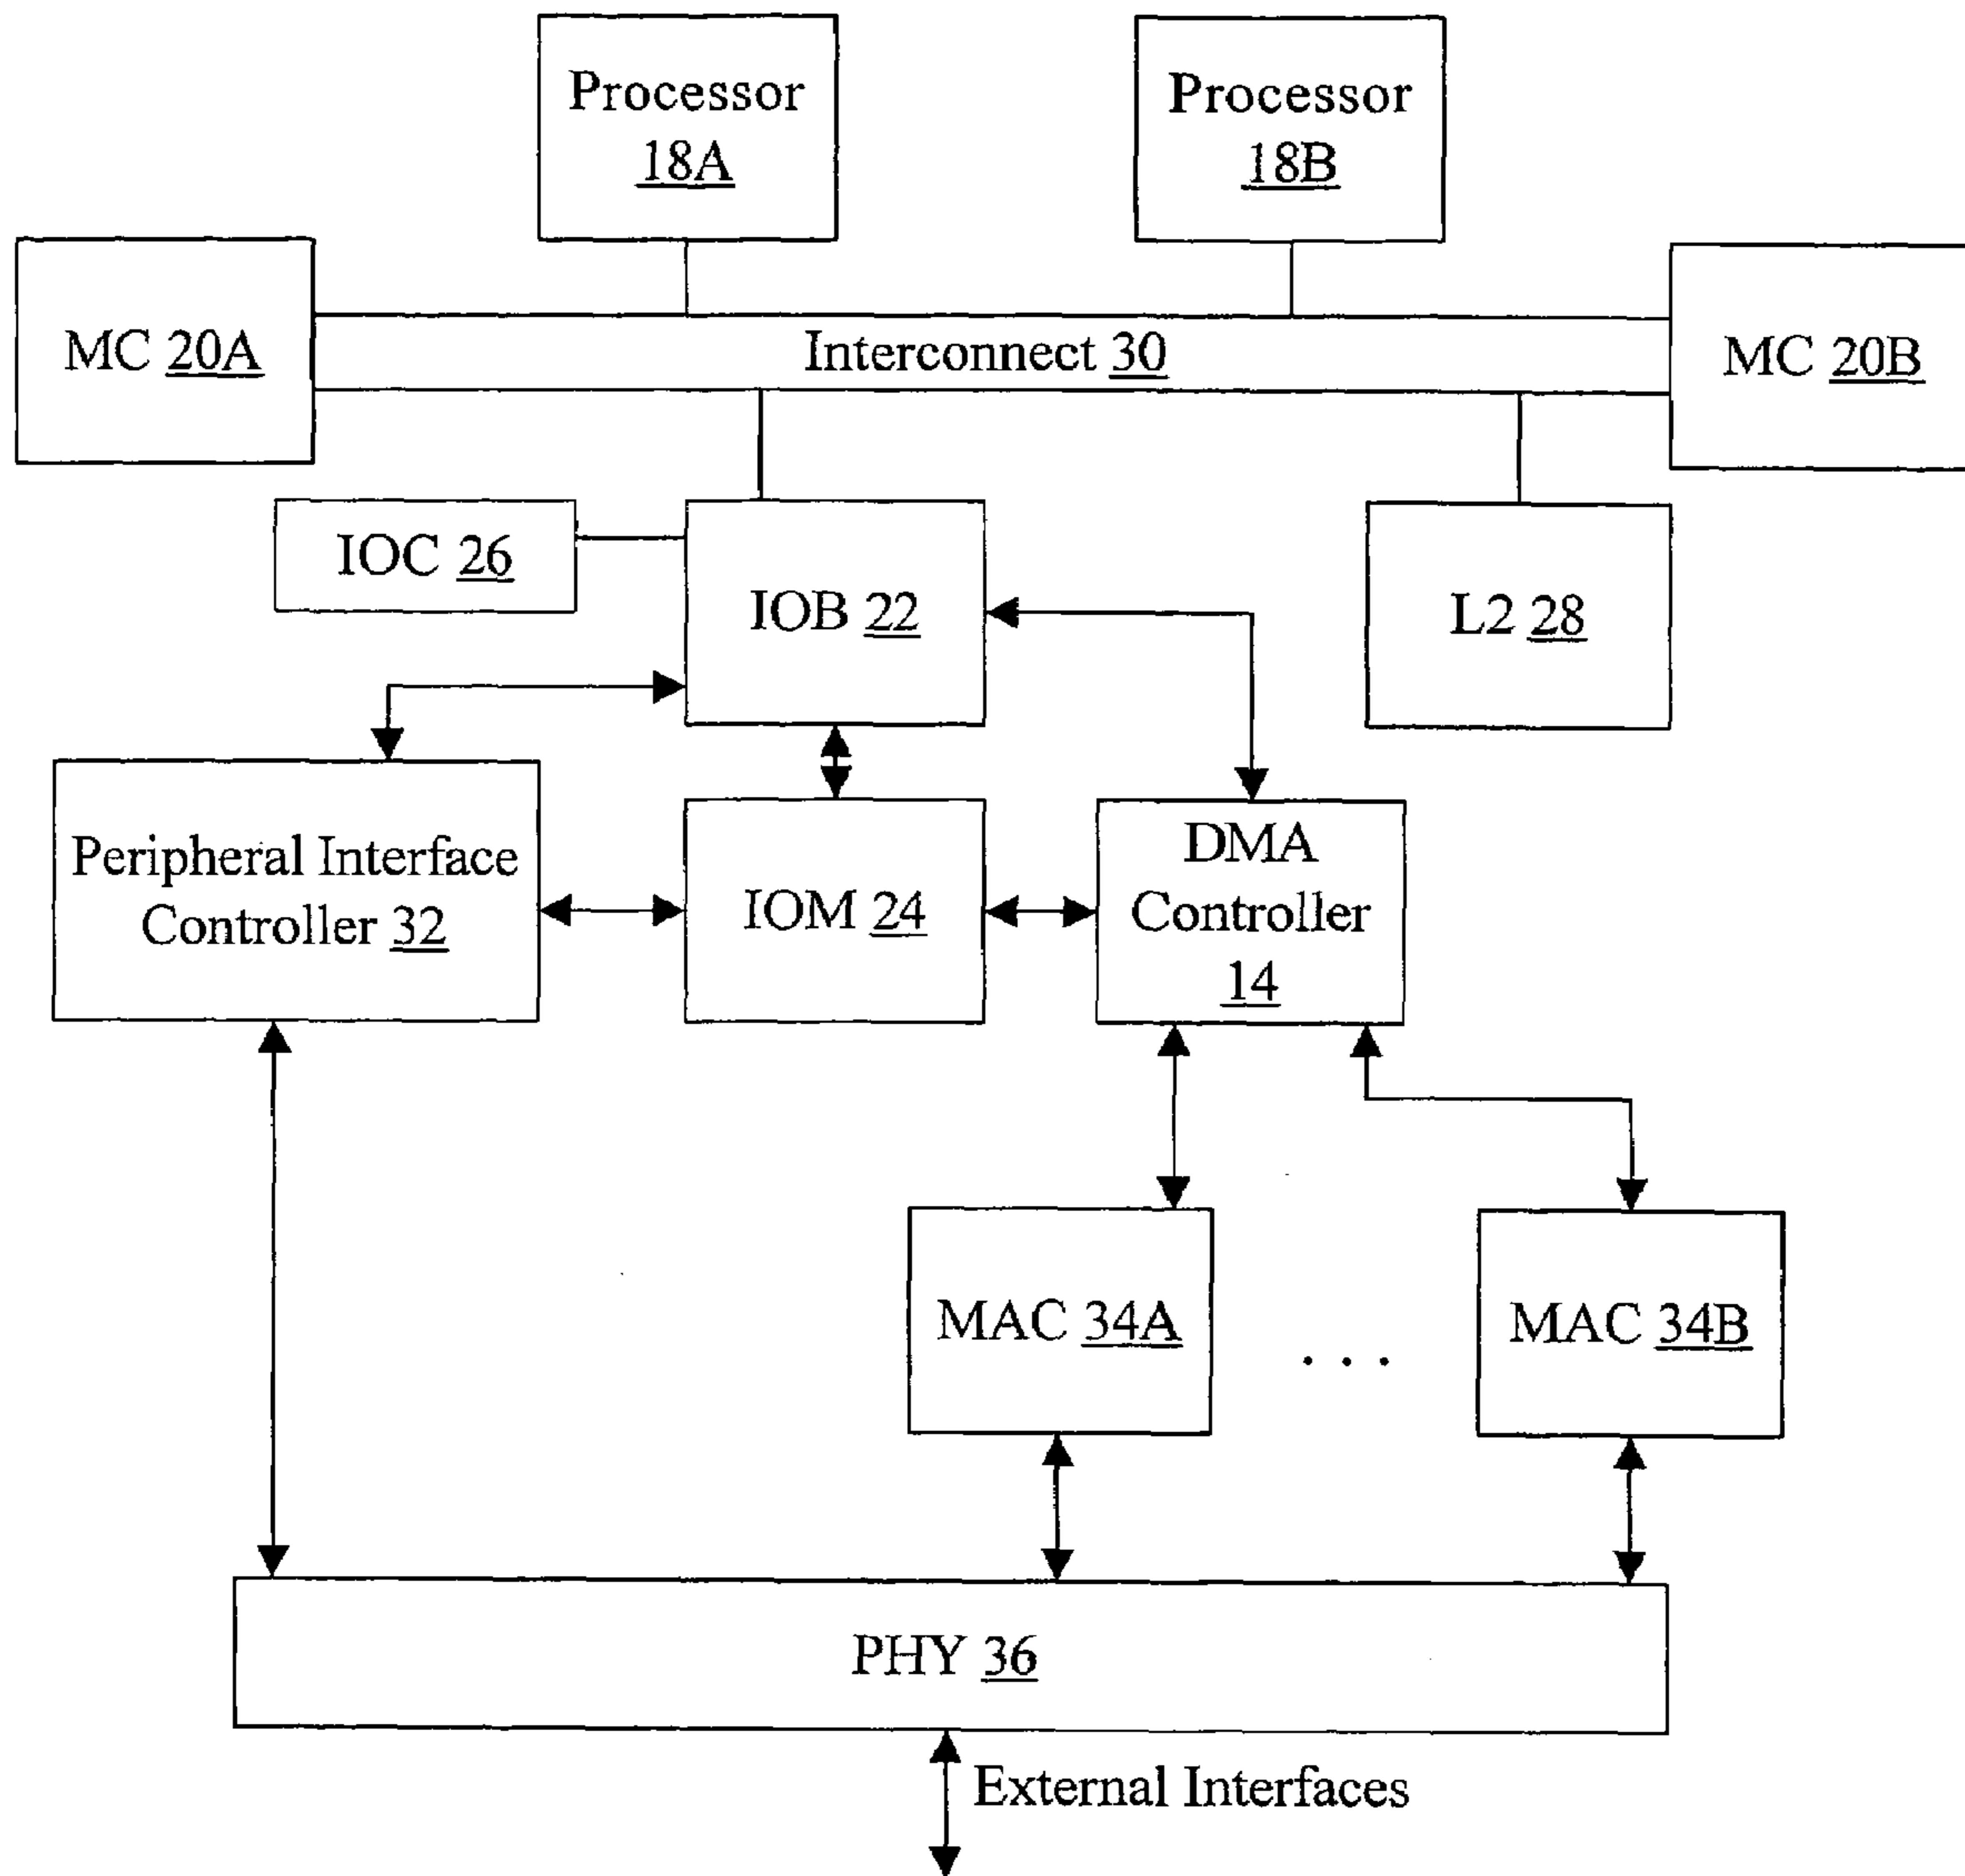 Processor
18A
Processor
18B
MC 20A
Interconnect 30
MC 20B
IOC 26
IOB 22
L2 28
Peripheral Interface
Controller 32
IOM 24
DMA
Controller
14
MAC 34A
. . .
MAC 34B
PHY 36
External Interfaces